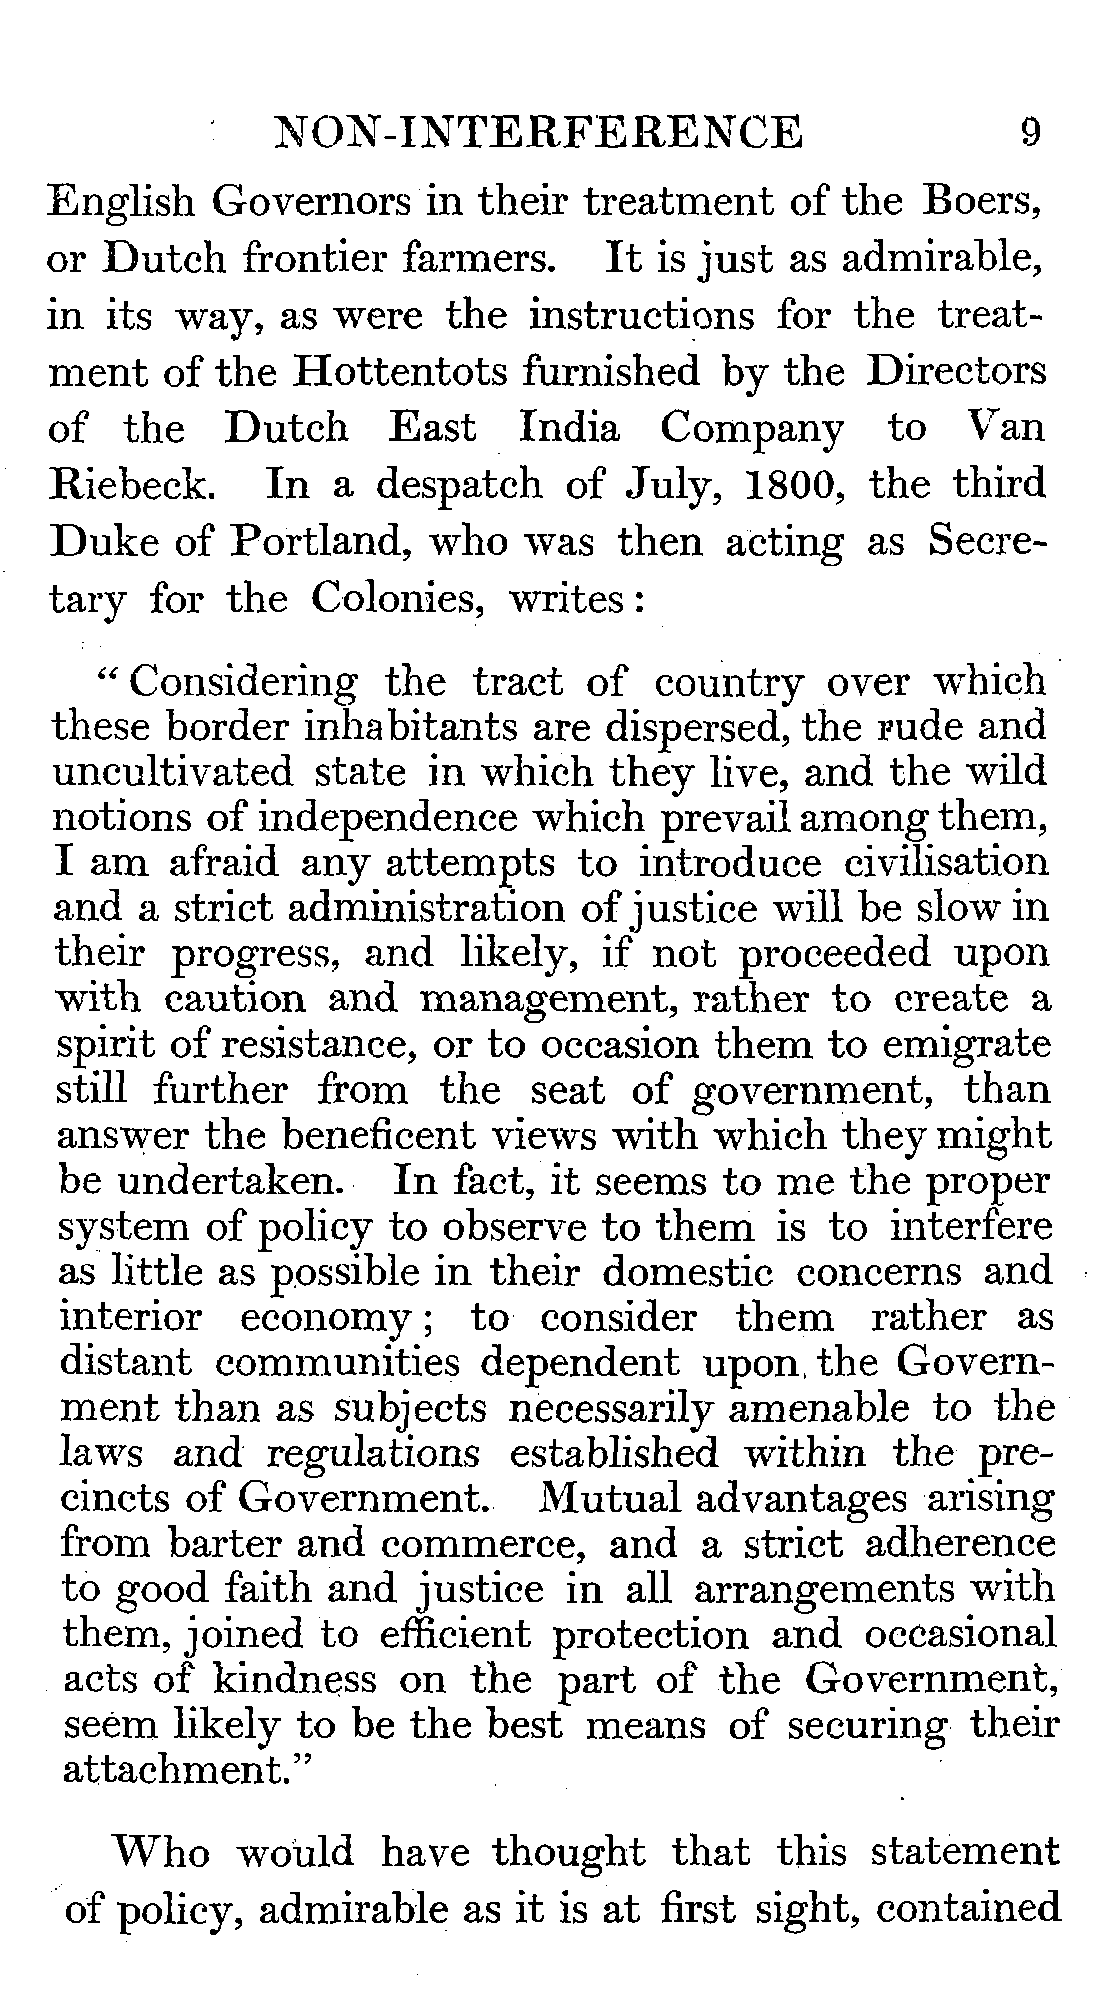 NON-INTERFERENCE 9
English Governors in their treatment of the Boers,
or Dutch frontier farmers. It is just as admirable,
in its way, as were the instructions for the treat-
ment of the Hottentots furnished by the Directors
of the Dutch East India Company to Van
Riebeck. In a despatch of July, 1800, the third
Duke of Portland, who was then acting as Secre-
tary for the Colonies, writes :
“ Considering the tract of country over which
these border inhabitants are dispersed, the rude and
uncultivated state in which they live, and the wild
notions of independence which prevail among them,
I am afraid any attempts to introduce civilisation
and a strict administration of justice will be slow in
their progress, and likely, if not proceeded upon
with caution and management, rather to create a
spirit of resistance, or to occasion them to emigrate
still further from the seat of government, than
answer the beneficent views with which they might
be undertaken. In fact, it seems to me the proper
system of policy to observe to them is to interfere
as little as possible in their domestic concerns and
interior economy ; to consider them rather as
distant communities dependent upon the Govern-
ment than as subjects necessarily amenable to the
laws and regulations established within the pre-
cincts of Government. Mutual advantages arising
from barter and commerce, and a strict adherence
to good faith and justice in all arrangements with
them, joined to efficient protection and occasional
acts of kindness on the part of the Government,
seem likely to be the best means of securing their
attachment.”
Who would have thought that this statement
of policy, admirable as it is at first sight, contained